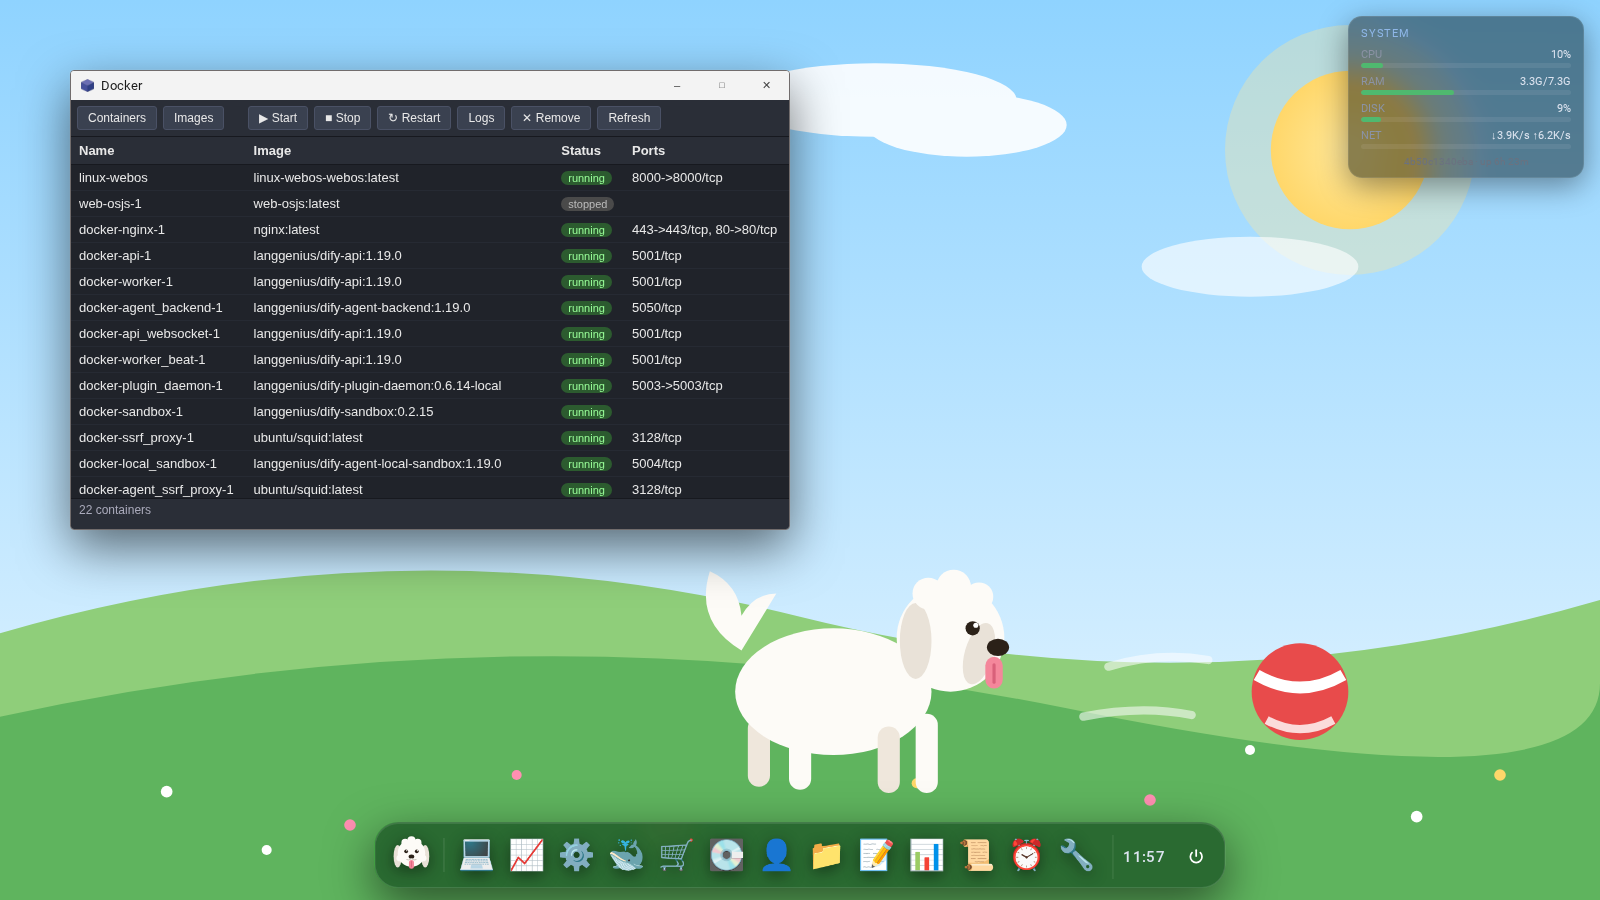 Docker
Containers Images ▶ Start ■ Stop ↻ Restart Logs ✕ Remove Refresh
Name Image Status Ports
linux-webos linux-webos-webos:latest running 8000->8000/tcp
web-osjs-1 web-osjs:latest stopped
docker-nginx-1 nginx:latest running 443->443/tcp, 80->80/tcp
docker-api-1 langgenius/dify-api:1.19.0 running 5001/tcp
docker-worker-1 langgenius/dify-api:1.19.0 running 5001/tcp
docker-agent_backend-1 langgenius/dify-agent-backend:1.19.0 running 5050/tcp
docker-api_websocket-1 langgenius/dify-api:1.19.0 running 5001/tcp
docker-worker_beat-1 langgenius/dify-api:1.19.0 running 5001/tcp
docker-plugin_daemon-1 langgenius/dify-plugin-daemon:0.6.14-local running 5003->5003/tcp
docker-sandbox-1 langgenius/dify-sandbox:0.2.15 running
docker-ssrf_proxy-1 ubuntu/squid:latest running 3128/tcp
docker-local_sandbox-1 langgenius/dify-agent-local-sandbox:1.19.0 running 5004/tcp
docker-agent_ssrf_proxy-1 ubuntu/squid:latest running 3128/tcp
22 containers
SYSTEM
CPU 10%
RAM 3.3G/7.3G
DISK 9%
NET ↓3.9K/s ↑6.2K/s
11:57